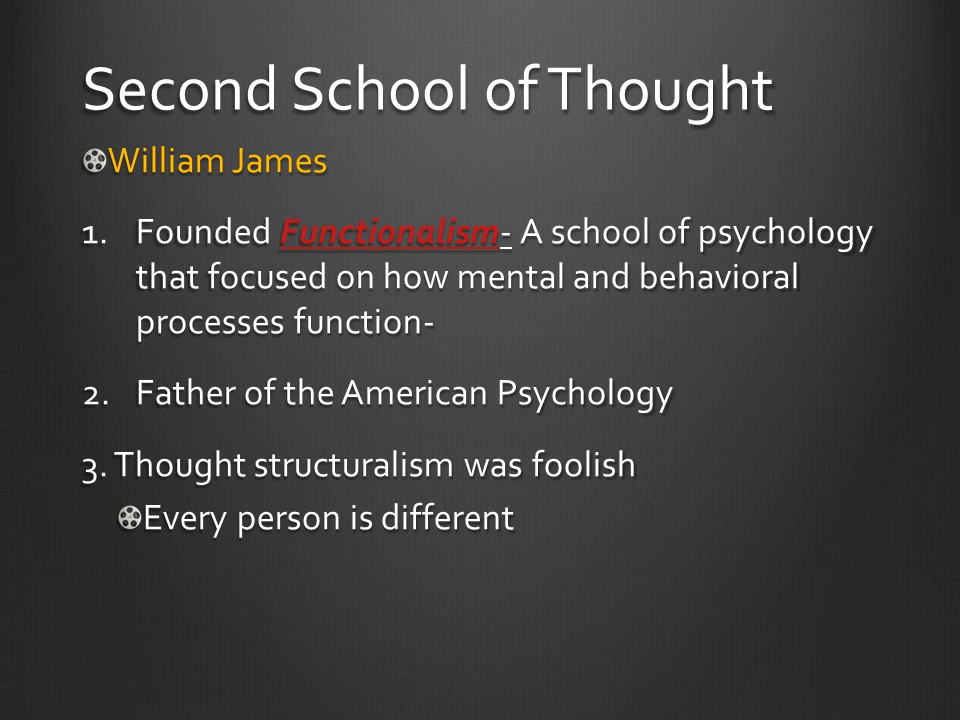 Second School of Thought
William James
1. Founded Functionalism- A school of psychology
that focused on how mental and behavioral
processes function-
2. Father of the American Psychology
3. Thought structuralism was foolish
Every person is different